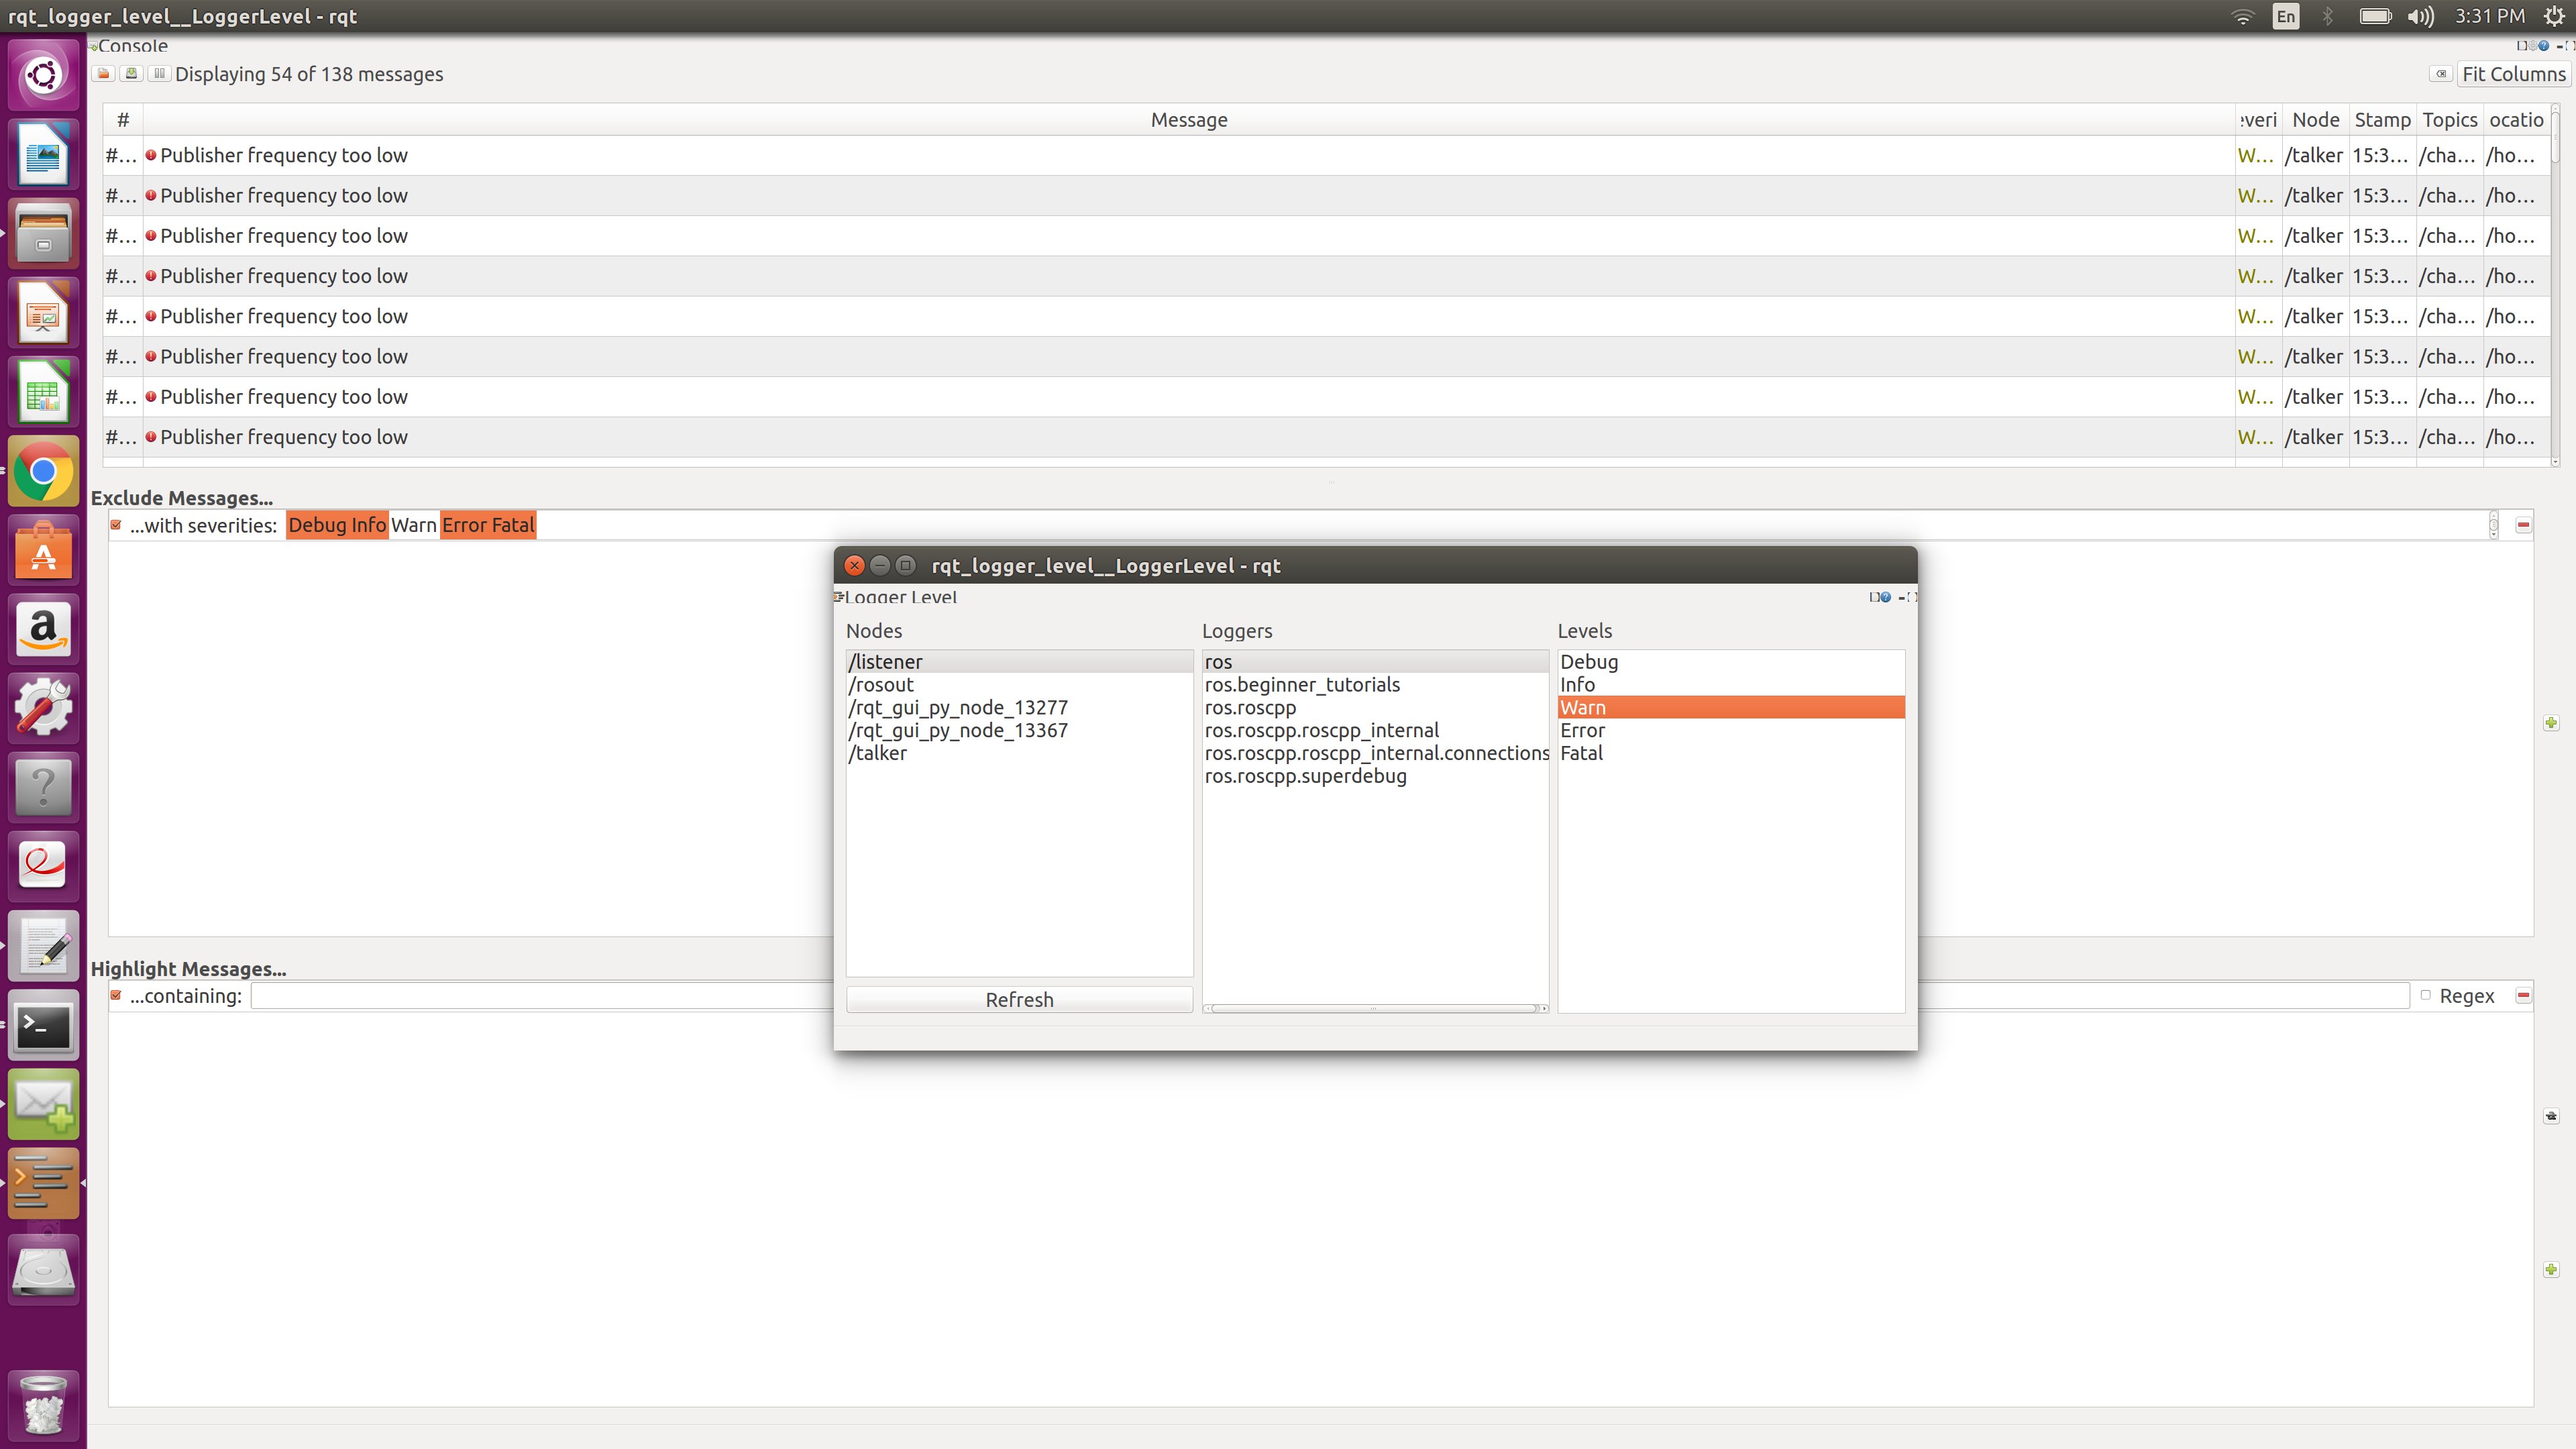 rqt_logger_level__LoggerLevel - rqt
En
3:31 PM
Console
Displaying 54 of 138 messages
Fit Columns
# Message everi Node Stamp Topics ocatio
#... Publisher frequency too low W... /talker 15:3... /cha... /ho...
#... Publisher frequency too low W... /talker 15:3... /cha... /ho...
#... Publisher frequency too low W... /talker 15:3... /cha... /ho...
#... Publisher frequency too low W... /talker 15:3... /cha... /ho...
#... Publisher frequency too low W... /talker 15:3... /cha... /ho...
#... Publisher frequency too low W... /talker 15:3... /cha... /ho...
#... Publisher frequency too low W... /talker 15:3... /cha... /ho...
#... Publisher frequency too low W... /talker 15:3... /cha... /ho...
Exclude Messages...
...with severities: Debug Info Warn Error Fatal
rqt_logger_level__LoggerLevel - rqt
Logger Level
Nodes
/listener
/rosout
/rqt_gui_py_node_13277
/rqt_gui_py_node_13367
/talker
Refresh
Loggers
ros
ros.beginner_tutorials
ros.roscpp
ros.roscpp.roscpp_internal
ros.roscpp.roscpp_internal.connections
ros.roscpp.superdebug
Levels
Debug
Info
Warn
Error
Fatal
Highlight Messages...
...containing:
Regex